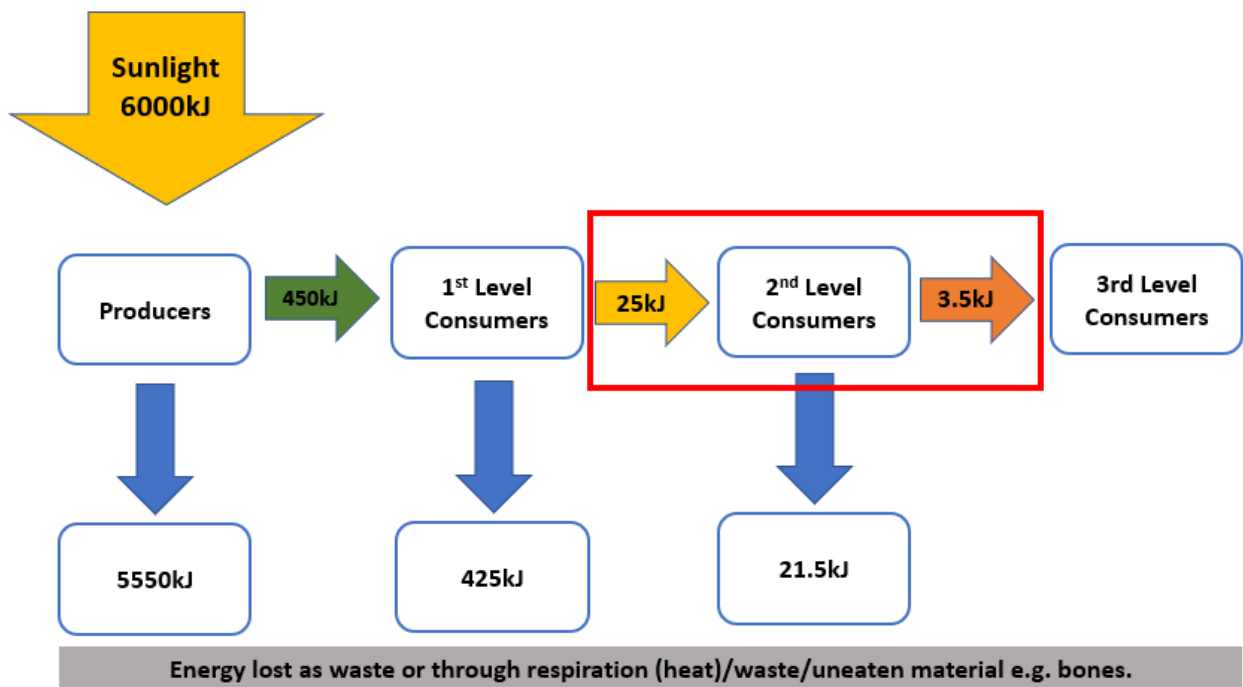 Sunlight
6000kJ
Producers
450kJ
1st Level
Consumers
25kJ
2nd Level
Consumers
3.5kJ
3rd Level
Consumers
5550kJ
425kJ
21.5kJ
Energy lost as waste or through respiration (heat)/waste/uneaten material e.g. bones.